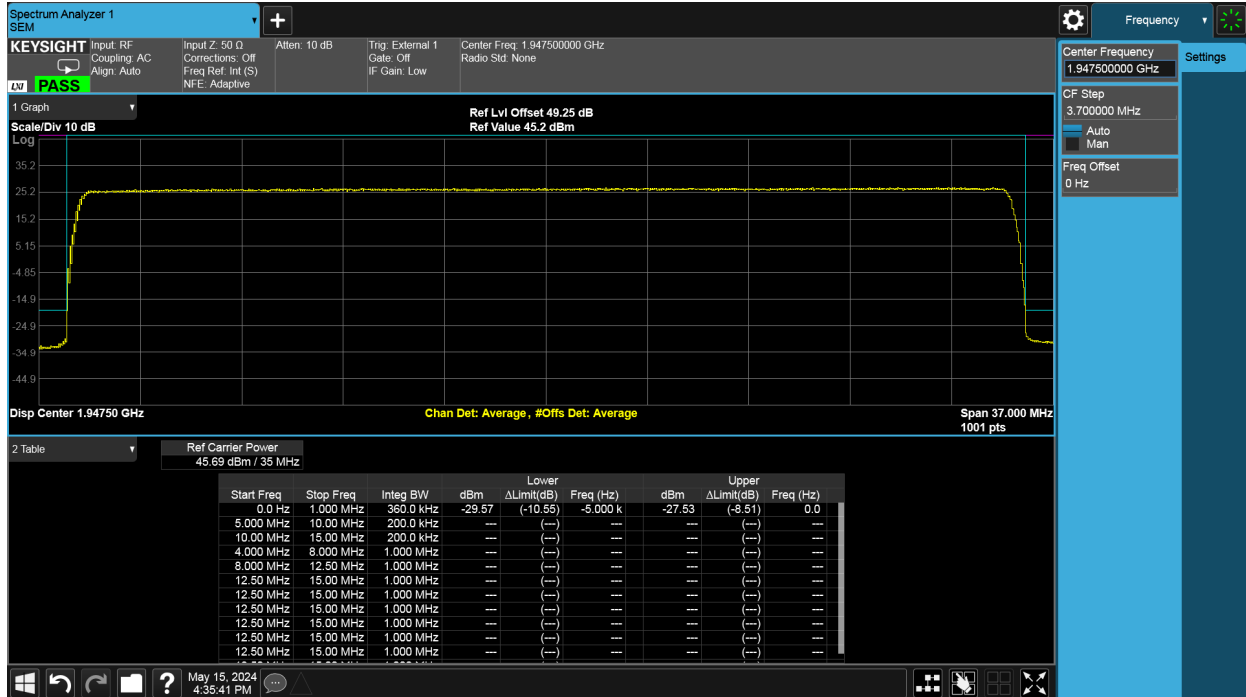 Spectrum Analyzer 1
SEM
+
Frequency
KEYSIGHT
Input: RF
Coupling: AC
Align: Auto
Input Z: 50 Ω
Corrections: Off
Freq Ref: Int (S)
NFE: Adaptive
Atten: 10 dB
Trig: External 1
Gate: Off
IF Gain: Low
Center Freq: 1.947500000 GHz
Radio Std: None
LXI
PASS
Center Frequency
1.947500000 GHz
Settings
CF Step
3.700000 MHz
Auto
Man
Freq Offset
0 Hz
1 Graph
Scale/Div 10 dB
Ref Lvl Offset 49.25 dB
Ref Value 45.2 dBm
Log
35.2
25.2
15.2
5.15
-4.85
-14.9
-24.9
-34.9
-44.9
Disp Center 1.94750 GHz
Chan Det: Average, #Offs Det: Average
Span 37.000 MHz
1001 pts
2 Table
Ref Carrier Power
45.69 dBm / 35 MHz
Lower Upper
Start Freq Stop Freq Integ BW dBm ΔLimit(dB) Freq (Hz) dBm ΔLimit(dB) Freq (Hz)
0.0 Hz 1.000 MHz 360.0 kHz -29.57 (-10.55) -5.000 k -27.53 (-8.51) 0.0
5.000 MHz 10.00 MHz 200.0 kHz --- (---) --- --- (---) ---
10.00 MHz 15.00 MHz 200.0 kHz --- (---) --- --- (---) ---
4.000 MHz 8.000 MHz 1.000 MHz --- (---) --- --- (---) ---
8.000 MHz 12.50 MHz 1.000 MHz --- (---) --- --- (---) ---
12.50 MHz 15.00 MHz 1.000 MHz --- (---) --- --- (---) ---
12.50 MHz 15.00 MHz 1.000 MHz --- (---) --- --- (---) ---
12.50 MHz 15.00 MHz 1.000 MHz --- (---) --- --- (---) ---
12.50 MHz 15.00 MHz 1.000 MHz --- (---) --- --- (---) ---
12.50 MHz 15.00 MHz 1.000 MHz --- (---) --- --- (---) ---
12.50 MHz 15.00 MHz 1.000 MHz --- (---) --- --- (---) ---
?
May 15, 2024
4:35:41 PM